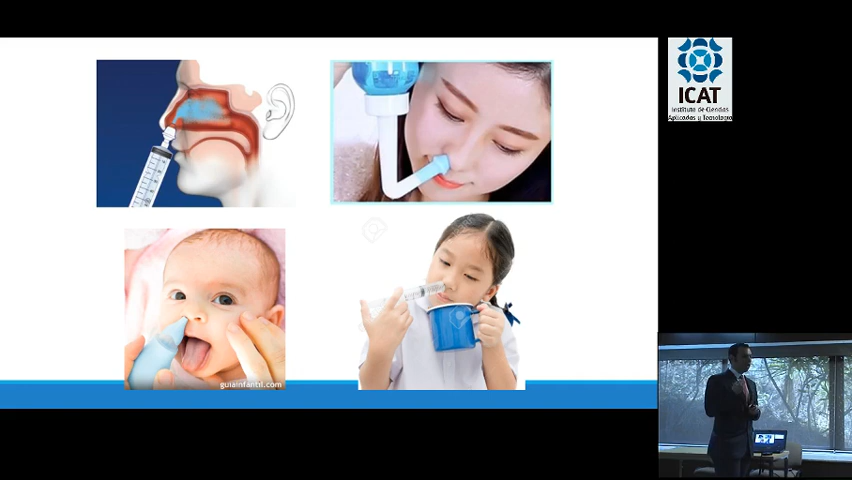 ICAT
Instituto de Ciencias
Aplicadas y Tecnología
guiainfantil.com